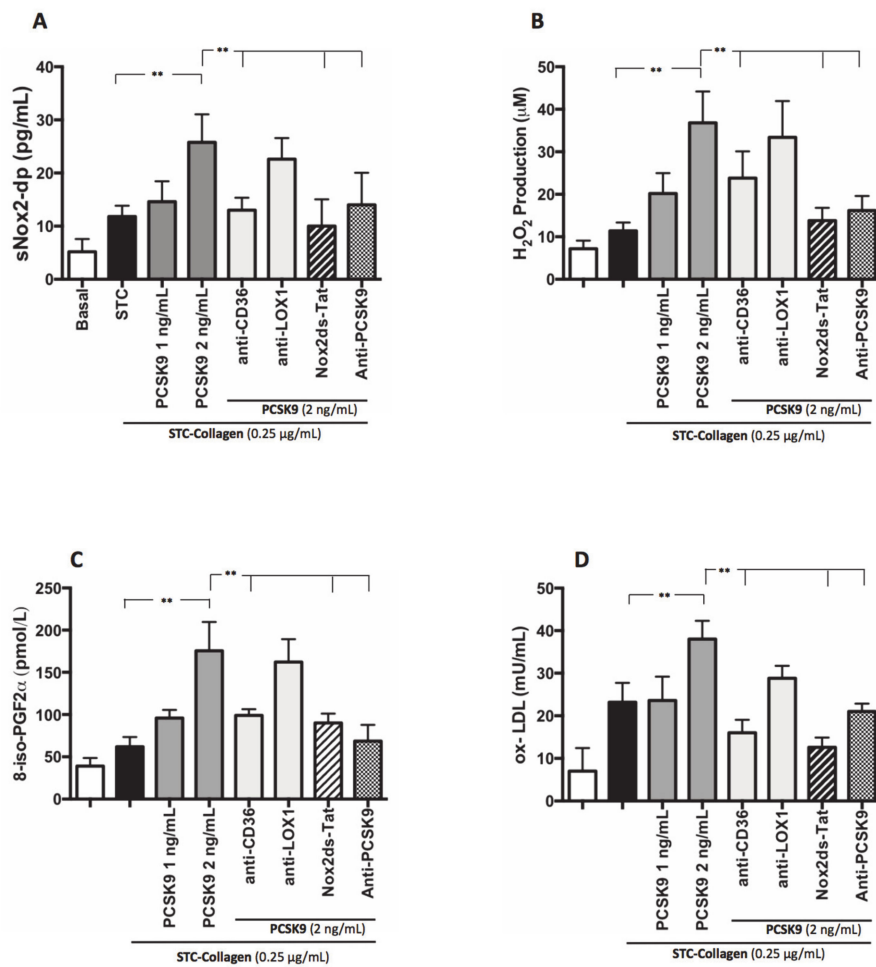 A
**
**
sNox2-dp (pg/mL)
40
30
20
10
0
Basal
STC
PCSK9 1 ng/mL
PCSK9 2 ng/mL
anti-CD36
anti-LOX1
Nox2ds-Tat
Anti-PCSK9
PCSK9 (2 ng/mL)
STC-Collagen (0.25 µg/mL)
B
**
**
H₂O₂ Production (µM)
50
40
30
20
10
0
PCSK9 1 ng/mL
PCSK9 2 ng/mL
anti-CD36
anti-LOX1
Nox2ds-Tat
Anti-PCSK9
PCSK9 (2 ng/mL)
STC-Collagen (0.25 µg/mL)
C
**
**
8-iso-PGF2α (pmol/L)
250
200
150
100
50
0
PCSK9 1 ng/mL
PCSK9 2 ng/mL
anti-CD36
anti-LOX1
Nox2ds-Tat
Anti-PCSK9
PCSK9 (2 ng/mL)
STC-Collagen (0.25 µg/mL)
D
**
**
ox- LDL (mU/mL)
50
40
30
20
10
0
PCSK9 1 ng/mL
PCSK9 2 ng/mL
anti-CD36
anti-LOX1
Nox2ds-Tat
Anti-PCSK9
PCSK9 (2 ng/mL)
STC-Collagen (0.25 µg/mL)